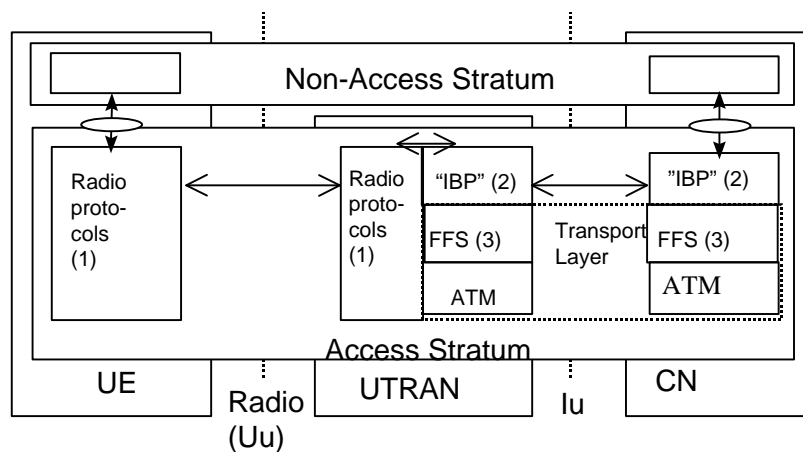 Non-Access Stratum
Radio
proto-
cols
(1)
Radio
proto-
cols
(1)
“IBP” (2)
FFS (3)
ATM
Transport
Layer
”IBP” (2)
FFS (3)
ATM
Access Stratum
UE
Radio
(Uu)
UTRAN
Iu
CN